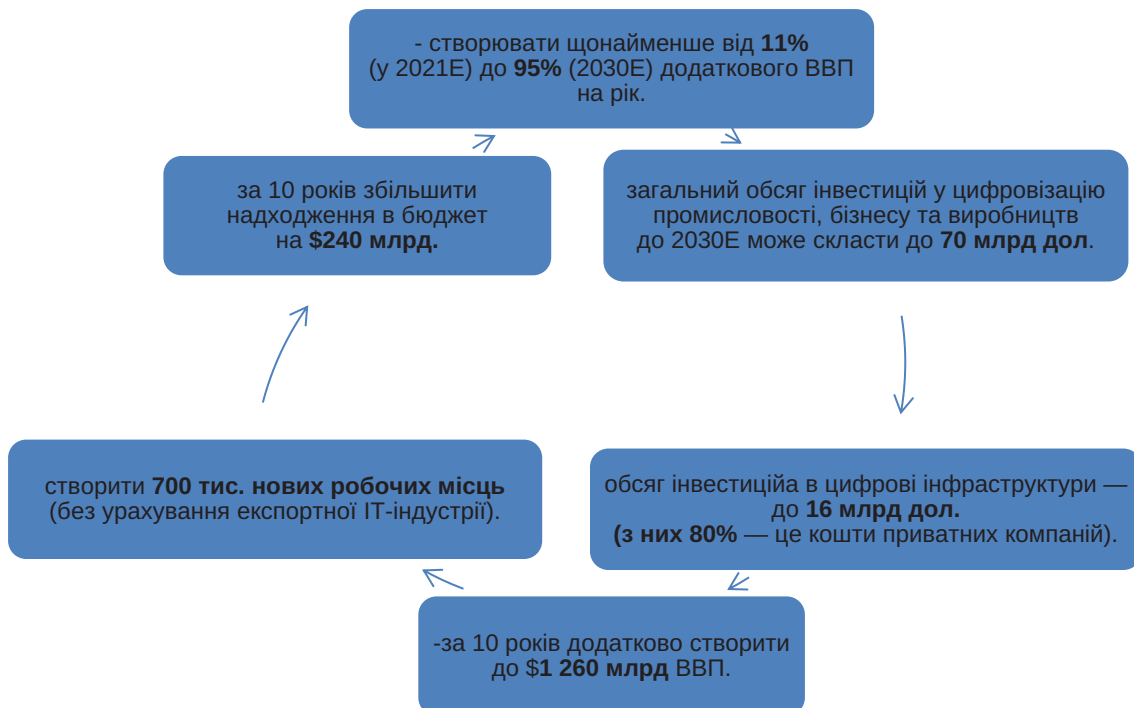 - створювати щонайменше від 11%
(у 2021E) до 95% (2030E) додаткового ВВП
на рік.
загальний обсяг інвестицій у цифровізацію
промисловості, бізнесу та виробництв
до 2030E може скласти до 70 млрд дол.
обсяг інвестиційа в цифрові інфраструктури —
до 16 млрд дол.
(з них 80% — це кошти приватних компаній).
-за 10 років додатково створити
до $1 260 млрд ВВП.
створити 700 тис. нових робочих місць
(без урахування експортної ІТ-індустрії).
за 10 років збільшити
надходження в бюджет
на $240 млрд.